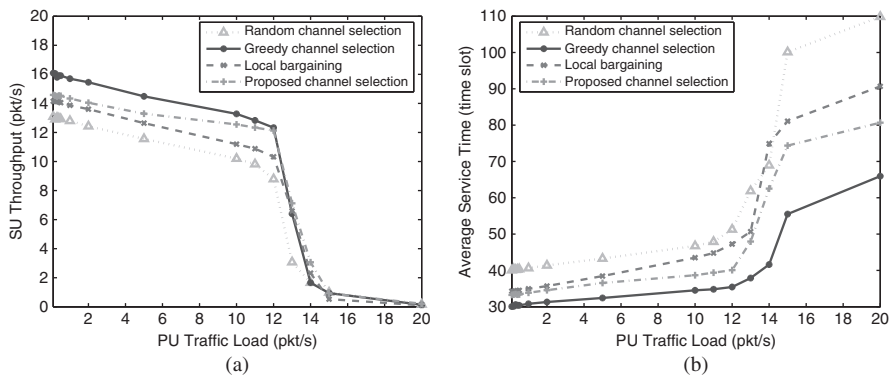 20
18
16
14
12
10
8
6
4
2
0
SU Throughput (pkt/s)
Random channel selection
Greedy channel selection
Local bargaining
Proposed channel selection
2 4 6 8 10 12 14 16 18 20
PU Traffic Load (pkt/s)
(a)
110
100
90
80
70
60
50
40
30
Average Service Time (time slot)
Random channel selection
Greedy channel selection
Local bargaining
Proposed channel selection
2 4 6 8 10 12 14 16 18 20
PU Traffic Load (pkt/s)
(b)